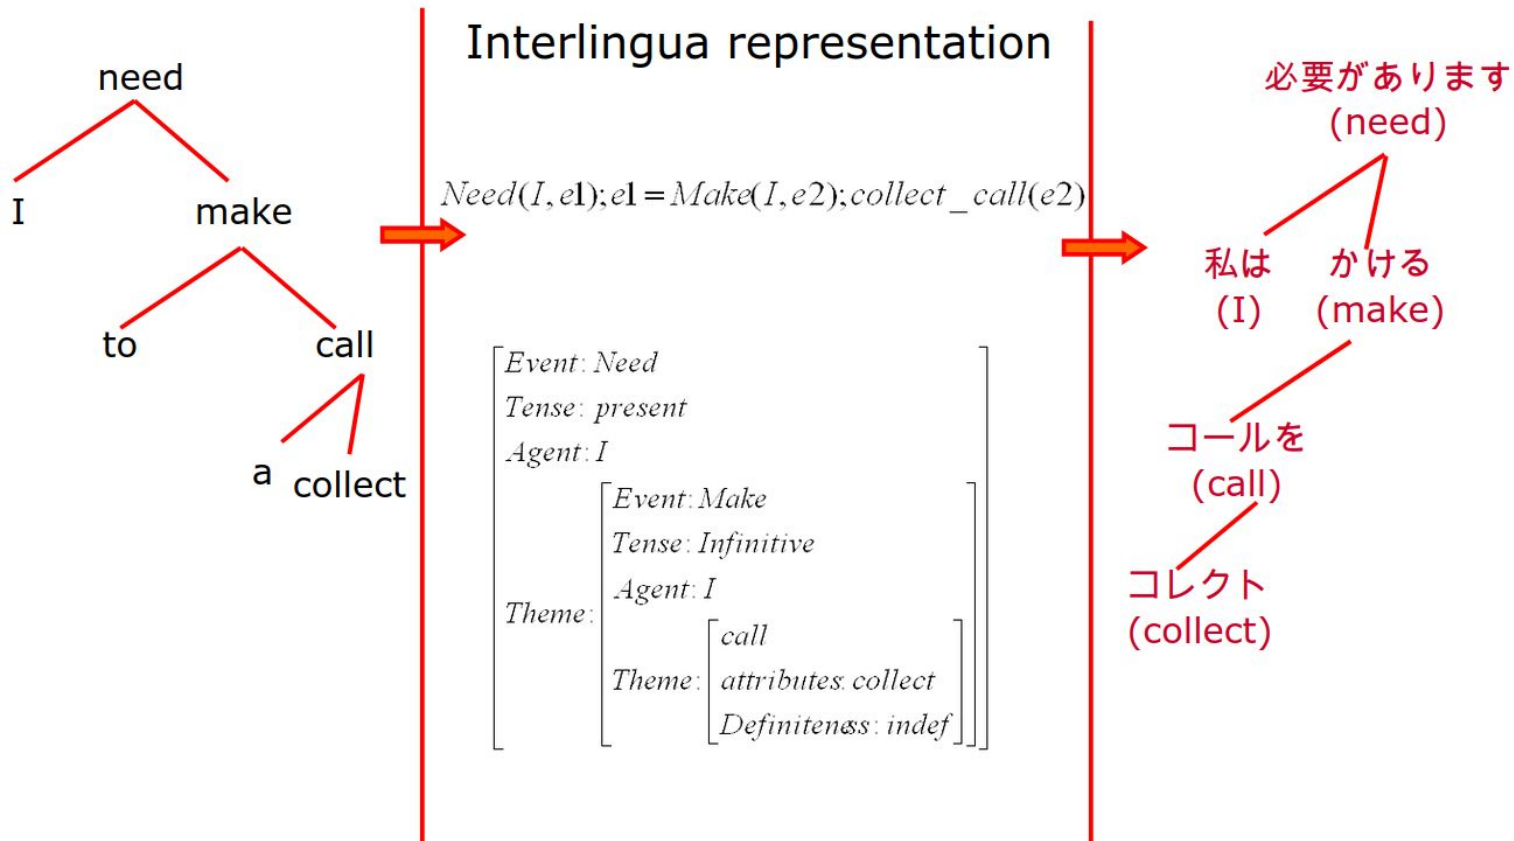 Interlingua representation
need
I
make
to
call
a
collect
Need(I, e1); e1 = Make(I, e2); collect_call(e2)
Event: Need
Tense: present
Agent: I
Theme:
Event: Make
Tense: Infinitive
Agent: I
Theme:
call
attributes: collect
Definiteness: indef
必要があります
(need)
私は
(I)
かける
(make)
コールを
(call)
コレクト
(collect)